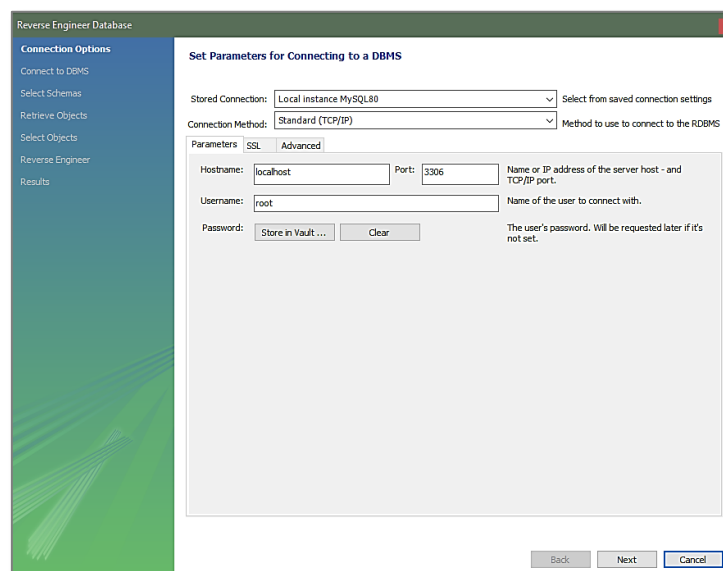 Reverse Engineer Database
Connection Options
Connect to DBMS
Select Schemas
Retrieve Objects
Select Objects
Reverse Engineer
Results
Set Parameters for Connecting to a DBMS
Stored Connection: Local instance MySQL80 Select from saved connection settings
Connection Method: Standard (TCP/IP) Method to use to connect to the RDBMS
Parameters SSL Advanced
Hostname: localhost Port: 3306 Name or IP address of the server host - and
TCP/IP port.
Username: root Name of the user to connect with.
Password: Store in Vault ... Clear The user's password. Will be requested later if it's
not set.
Back Next Cancel